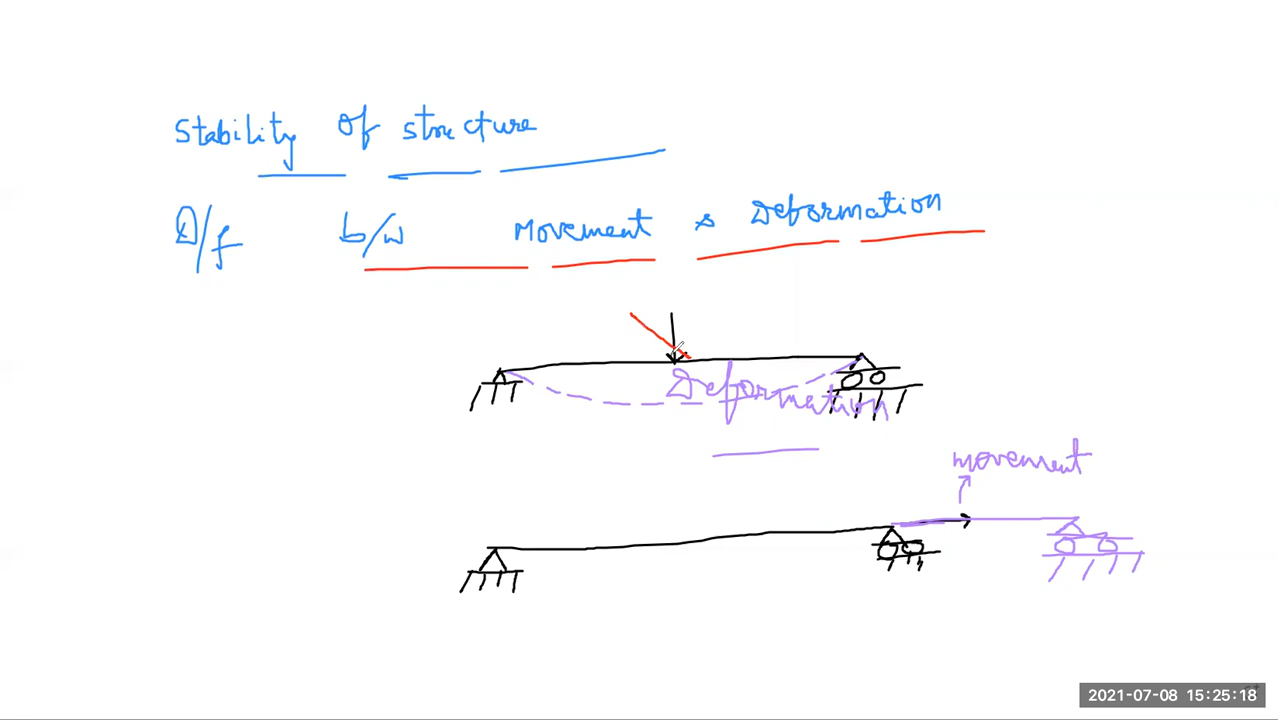 Stability of structure
D/f b/w Movement & Deformation
Deformation
movement
2021-07-08 15:25:18